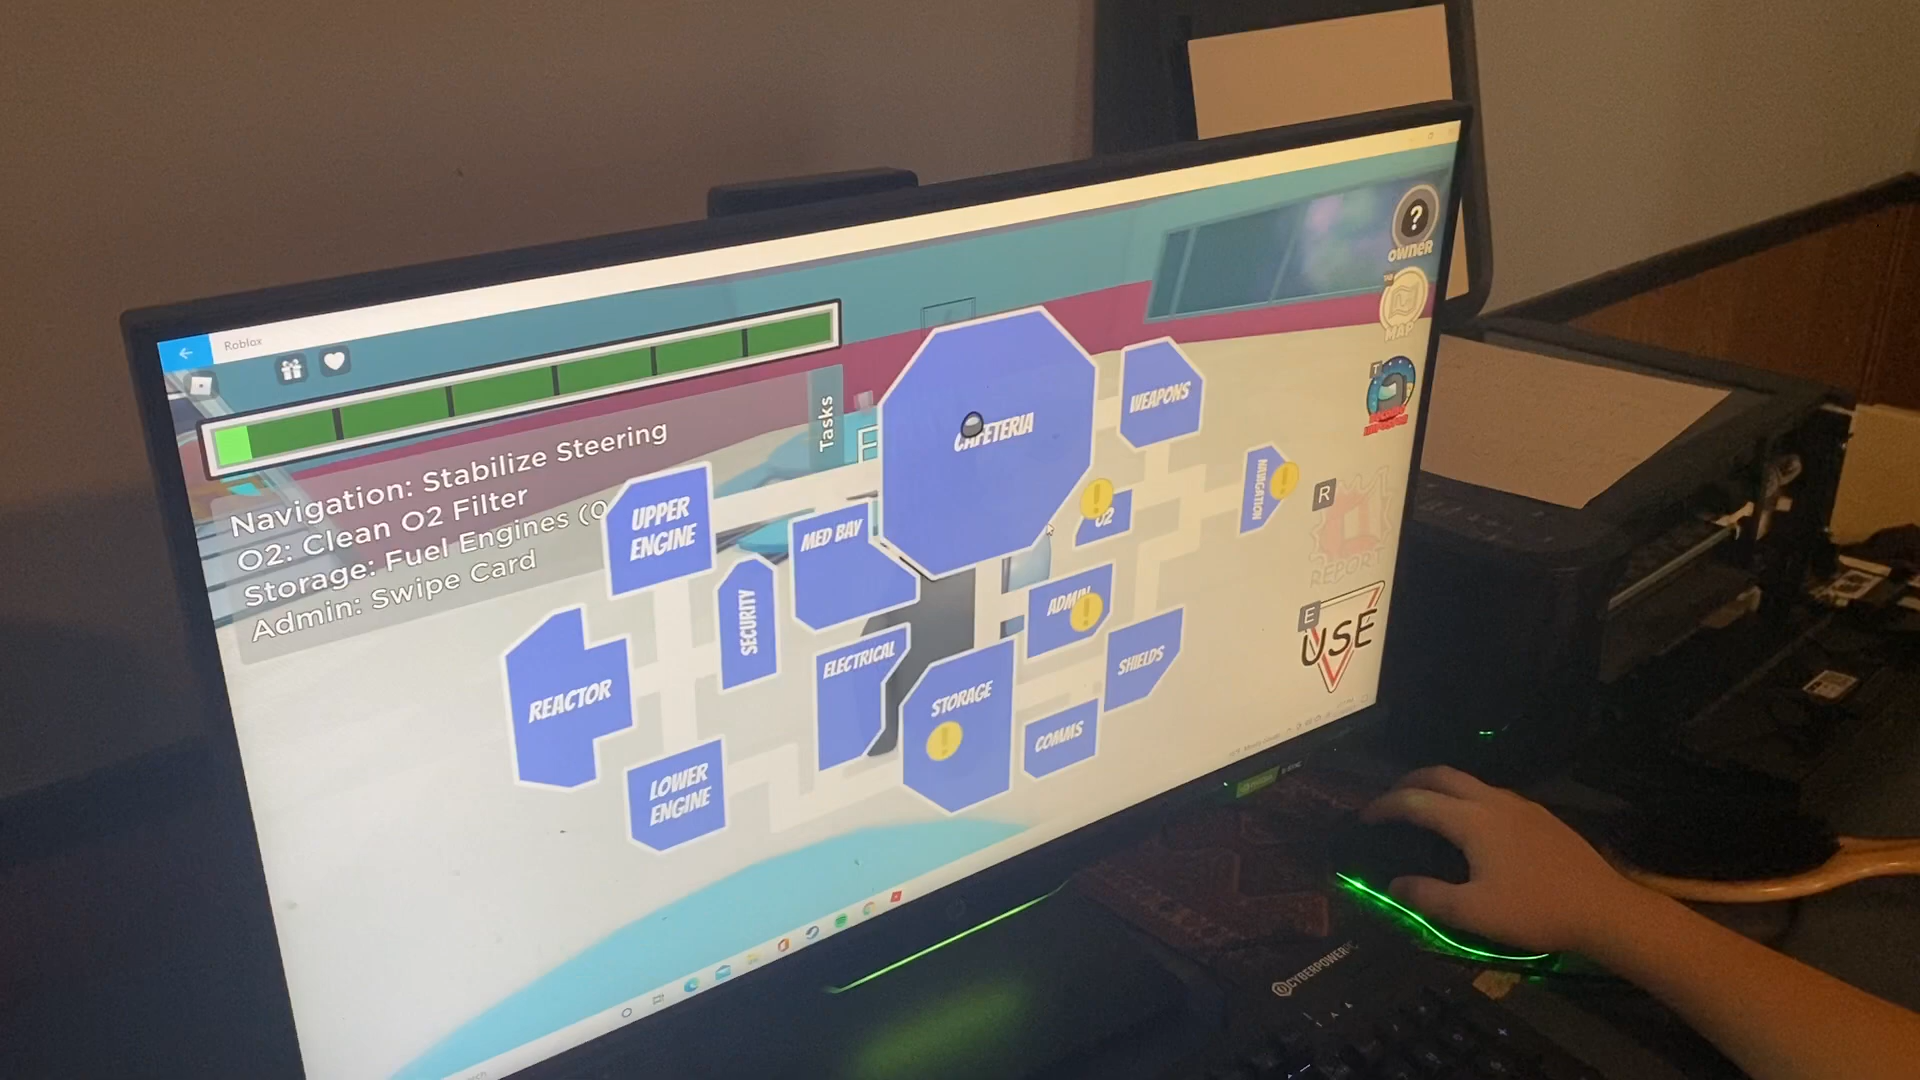 Roblox
Tasks
Navigation: Stabilize Steering
O2: Clean O2 Filter
Storage: Fuel Engines (0
Admin: Swipe Card
CAFETERIA
WEAPONS
UPPER
ENGINE
MED BAY
O2
NAVIGATION
SECURITY
ADMIN
ELECTRICAL
SHIELDS
REACTOR
STORAGE
COMMS
LOWER
ENGINE
?
OWNER
MAP
T
R
REPORT
E
USE
CYBERPOWERPC